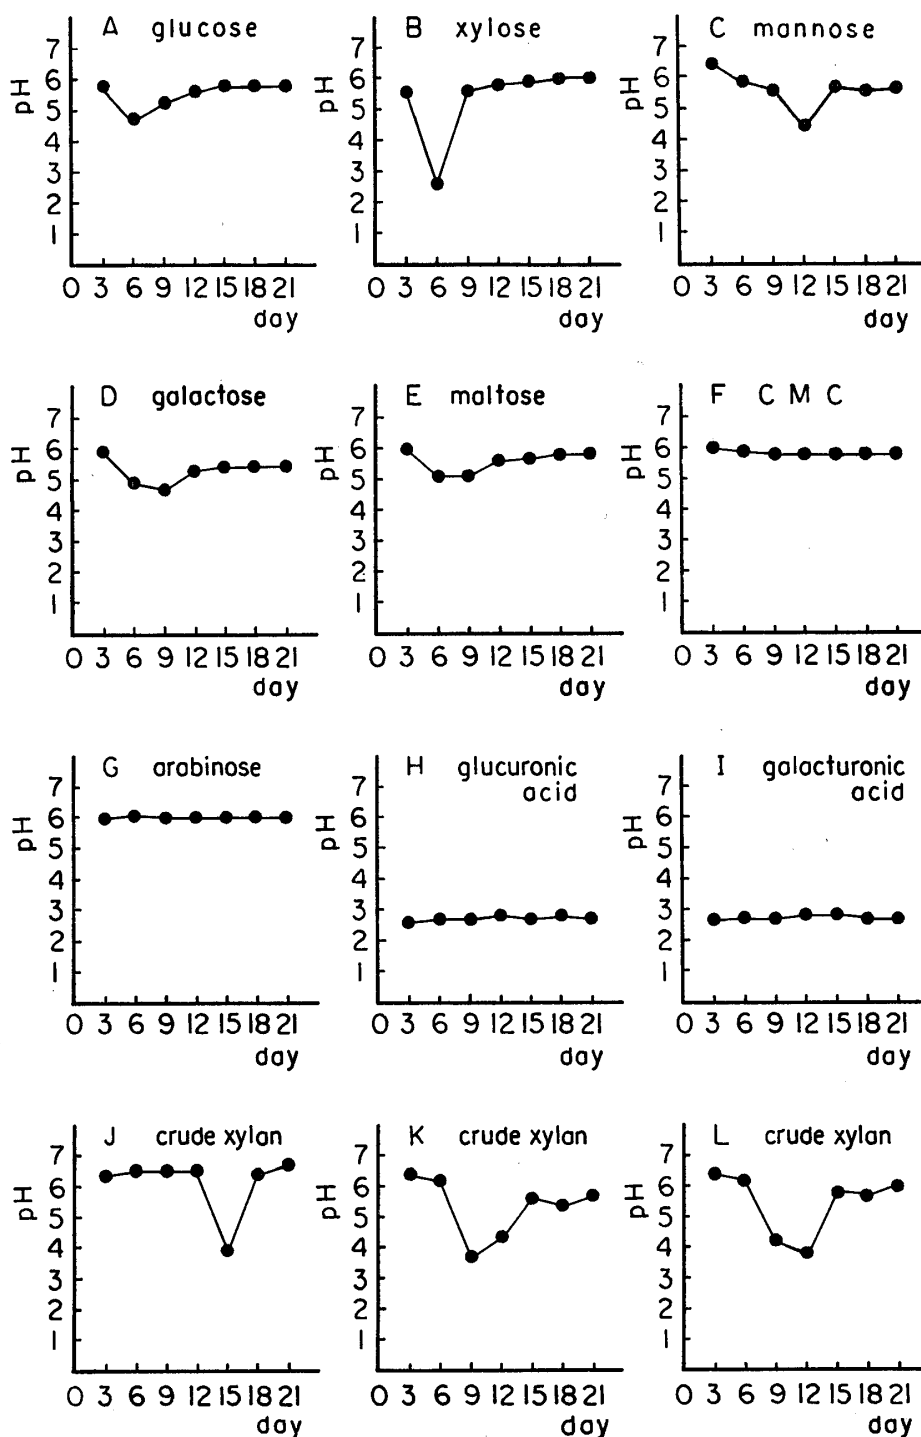 A glucose
pH
7
6
5
4
3
2
1
0 3 6 9 12 15 18 21
day
B xylose
pH
7
6
5
4
3
2
1
0 3 6 9 12 15 18 21
day
C mannose
pH
7
6
5
4
3
2
1
0 3 6 9 12 15 18 21
day
D galactose
pH
7
6
5
4
3
2
1
0 3 6 9 12 15 18 21
day
E maltose
pH
7
6
5
4
3
2
1
0 3 6 9 12 15 18 21
day
F C M C
pH
7
6
5
4
3
2
1
0 3 6 9 12 15 18 21
day
G arabinose
pH
7
6
5
4
3
2
1
0 3 6 9 12 15 18 21
day
H glucuronic
acid
pH
7
6
5
4
3
2
1
0 3 6 9 12 15 18 21
day
I galacturonic
acid
pH
7
6
5
4
3
2
1
0 3 6 9 12 15 18 21
day
J crude xylan
pH
7
6
5
4
3
2
1
0 3 6 9 12 15 18 21
day
K crude xylan
pH
7
6
5
4
3
2
1
0 3 6 9 12 15 18 21
day
L crude xylan
pH
7
6
5
4
3
2
1
0 3 6 9 12 15 18 21
day